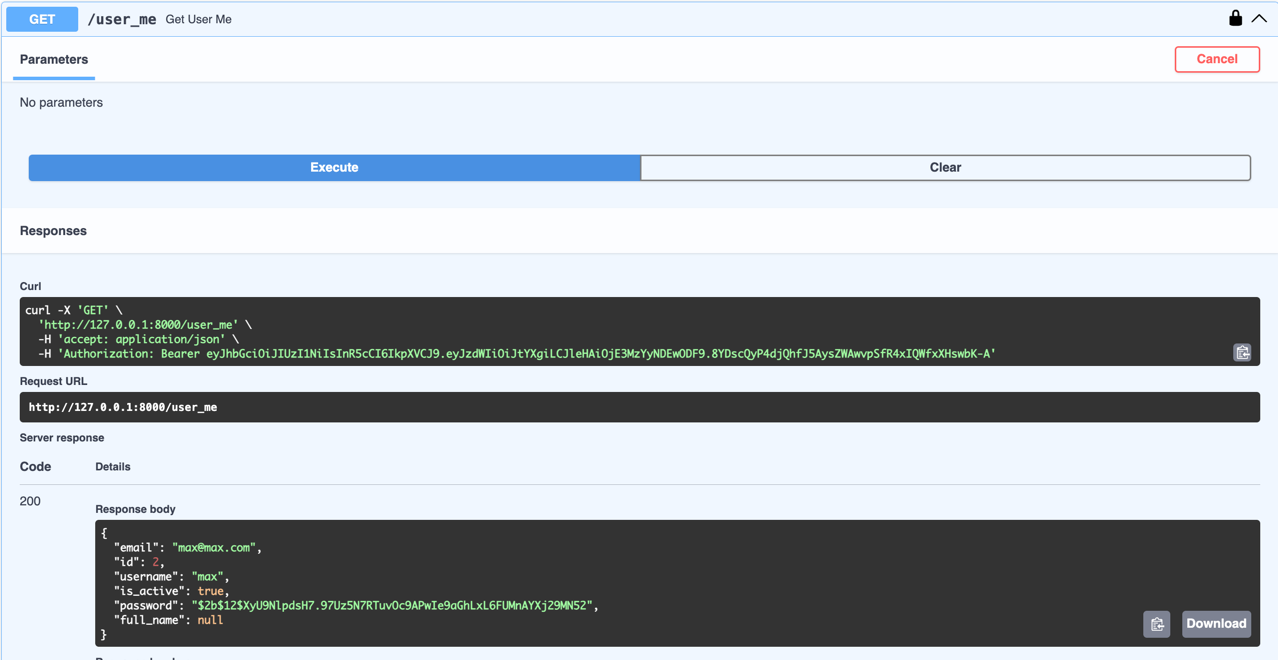 GET /user_me Get User Me
Parameters
Cancel
No parameters
Execute
Clear
Responses
Curl
curl -X 'GET' \
'http://127.0.0.1:8000/user_me' \
-H 'accept: application/json' \
-H 'Authorization: Bearer eyJhbGciOiJIUzI1NiIsInR5cCI6IkpXVCJ9.eyJzdWIiOiJtYXgiLCJleHAiOjE3MzYyNDEwODF9.8YDscQyP4djQhfJ5AysZWAwvpSfR4xIQWfxXHswbK-A'
Request URL
http://127.0.0.1:8000/user_me
Server response
Code Details
200
Response body
{
"email": "max@max.com",
"id": 2,
"username": "max",
"is_active": true,
"password": "$2b$12$XyU9NlpdsH7.97Uz5N7RTuvOc9APwIe9aGhLxL6FUMnAYXj29MN52",
"full_name": null
}
Download